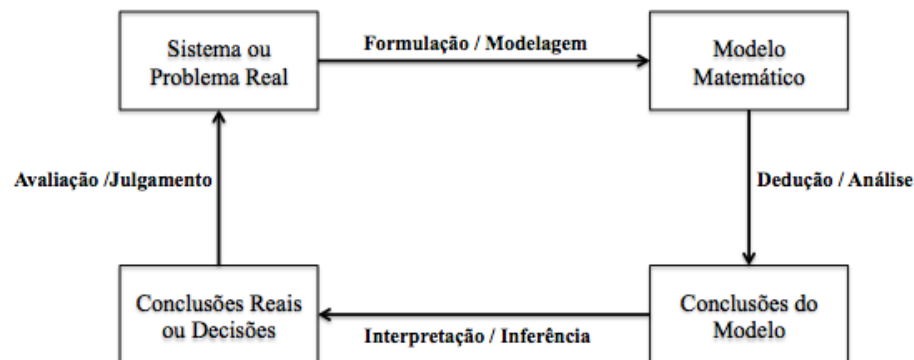 Sistema ou
Problema Real
Formulação / Modelagem
Modelo
Matemático
Avaliação /Julgamento
Dedução / Análise
Conclusões Reais
ou Decisões
Interpretação / Inferência
Conclusões do
Modelo